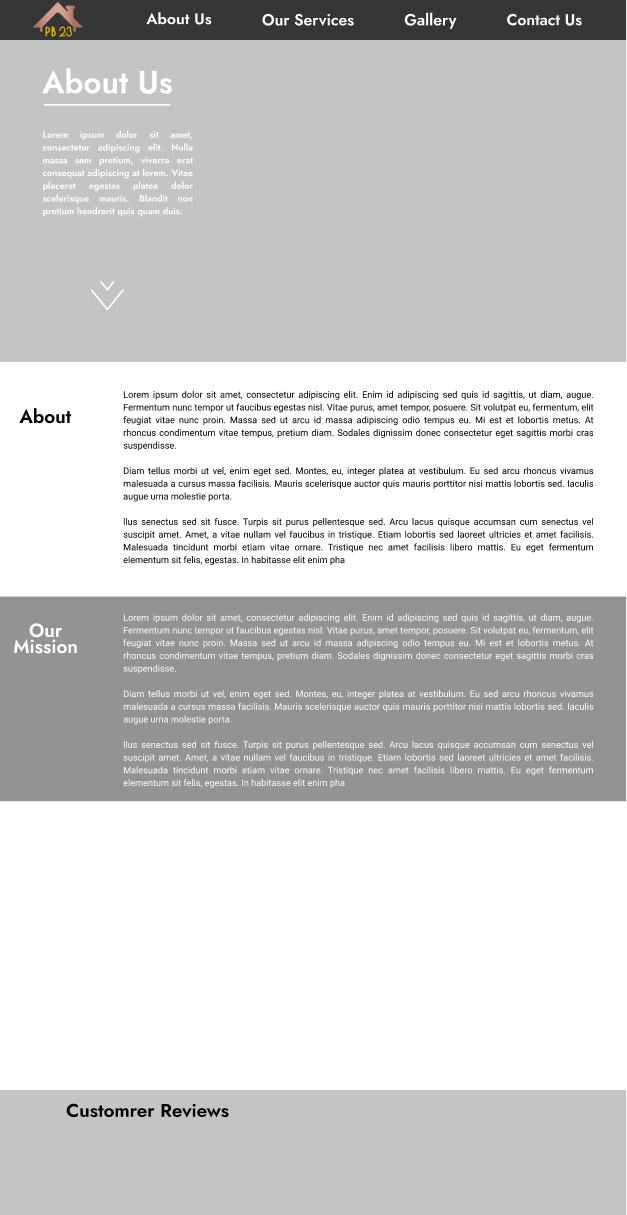 PB 23
About Us
Our Services
Gallery
Contact Us
About Us
Lorem ipsum dolor sit amet,
consectetur adipiscing elit. Nulla
massa sem pretium, viverra erat
consequat adipiscing at lorem. Vitae
placerat egestas platea dolor
scelerisque mauris. Blandit non
pretium hendrerit quis quam duis.
About
Lorem ipsum dolor sit amet, consectetur adipiscing elit. Enim id adipiscing sed quis id sagittis, ut diam, augue.
Fermentum nunc tempor ut faucibus egestas nisl. Vitae purus, amet tempor, posuere. Sit volutpat eu, fermentum, elit
feugiat vitae nunc proin. Massa sed ut arcu id massa adipiscing odio tempus eu. Mi est et lobortis metus. At
rhoncus condimentum vitae tempus, pretium diam. Sodales dignissim donec consectetur eget sagittis morbi cras
suspendisse.
Diam tellus morbi ut vel, enim eget sed. Montes, eu, integer platea at vestibulum. Eu sed arcu rhoncus vivamus
malesuada a cursus massa facilisis. Mauris scelerisque auctor quis mauris porttitor nisi mattis lobortis sed. Iaculis
augue urna molestie porta.
llus senectus sed sit fusce. Turpis sit purus pellentesque sed. Arcu lacus quisque accumsan cum senectus vel
suscipit amet. Amet, a vitae nullam vel faucibus in tristique. Etiam lobortis sed laoreet ultricies et amet facilisis.
Malesuada tincidunt morbi etiam vitae ornare. Tristique nec amet facilisis libero mattis. Eu eget fermentum
elementum sit felis, egestas. In habitasse elit enim pha
Our
Mission
Lorem ipsum dolor sit amet, consectetur adipiscing elit. Enim id adipiscing sed quis id sagittis, ut diam, augue.
Fermentum nunc tempor ut faucibus egestas nisl. Vitae purus, amet tempor, posuere. Sit volutpat eu, fermentum, elit
feugiat vitae nunc proin. Massa sed ut arcu id massa adipiscing odio tempus eu. Mi est et lobortis metus. At
rhoncus condimentum vitae tempus, pretium diam. Sodales dignissim donec consectetur eget sagittis morbi cras
suspendisse.
Diam tellus morbi ut vel, enim eget sed. Montes, eu, integer platea at vestibulum. Eu sed arcu rhoncus vivamus
malesuada a cursus massa facilisis. Mauris scelerisque auctor quis mauris porttitor nisi mattis lobortis sed. Iaculis
augue urna molestie porta.
llus senectus sed sit fusce. Turpis sit purus pellentesque sed. Arcu lacus quisque accumsan cum senectus vel
suscipit amet. Amet, a vitae nullam vel faucibus in tristique. Etiam lobortis sed laoreet ultricies et amet facilisis.
Malesuada tincidunt morbi etiam vitae ornare. Tristique nec amet facilisis libero mattis. Eu eget fermentum
elementum sit felis, egestas. In habitasse elit enim pha
Customrer Reviews